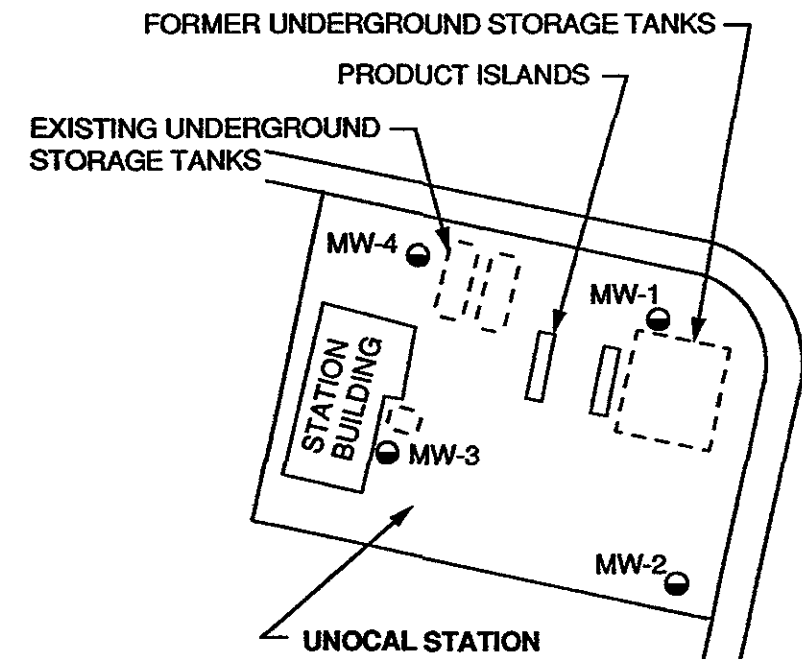 FORMER UNDERGROUND STORAGE TANKS
PRODUCT ISLANDS
EXISTING UNDERGROUND
STORAGE TANKS
MW-4
MW-1
STATION
BUILDING
MW-3
MW-2
UNOCAL STATION